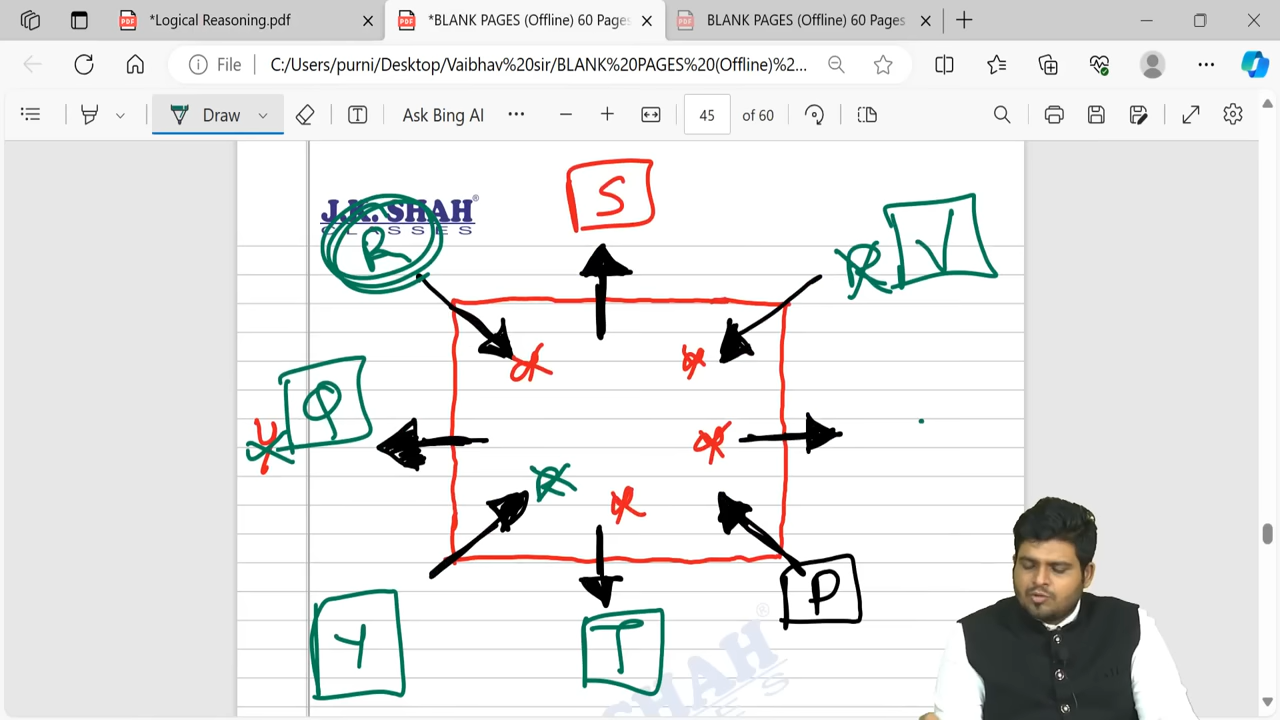 *Logical Reasoning.pdf
*BLANK PAGES (Offline) 60 Pages
BLANK PAGES (Offline) 60 Pages
File
C:/Users/purni/Desktop/Vaibhav%20sir/BLANK%20PAGES%20(Offline)%2...
Draw
Ask Bing AI
45 of 60
J.K. SHAH®
CLASSES
S
R
V
Q
Y
T
P
SHAH